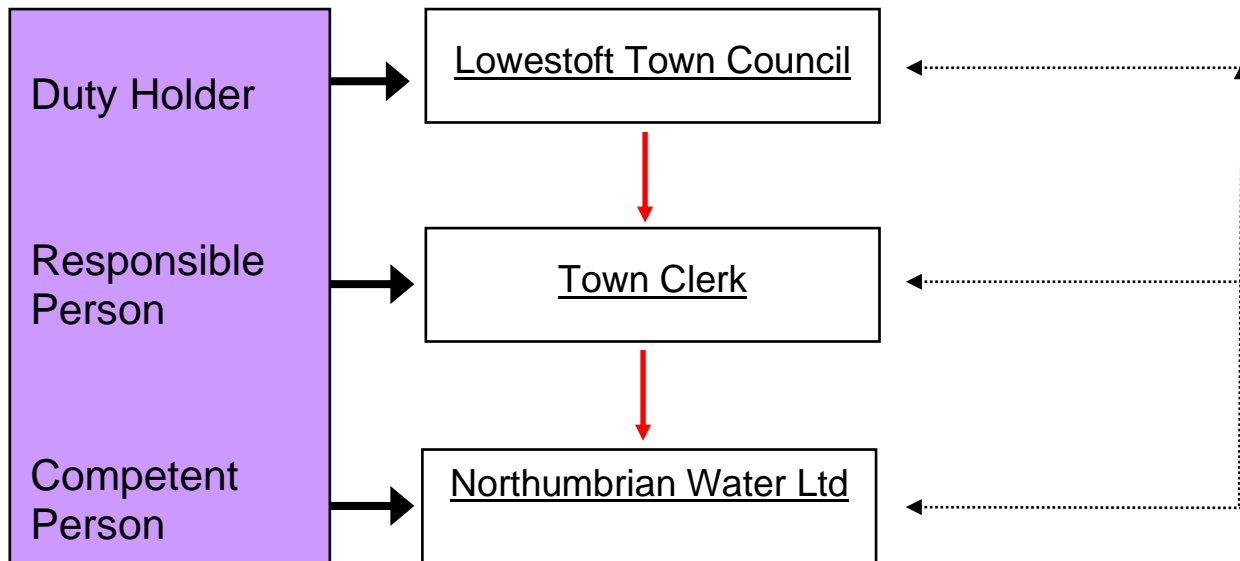 Duty Holder
Lowestoft Town Council
Responsible
Person
Town Clerk
Competent
Person
Northumbrian Water Ltd